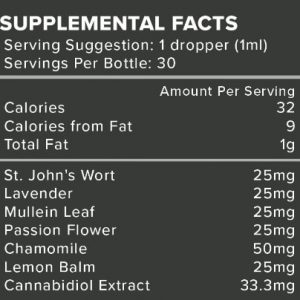 SUPPLEMENTAL FACTS
Serving Suggestion: 1 dropper (1ml)
Servings Per Bottle: 30
Amount Per Serving
Calories 32
Calories from Fat 9
Total Fat 1g
St. John's Wort 25mg
Lavender 25mg
Mullein Leaf 25mg
Passion Flower 25mg
Chamomile 50mg
Lemon Balm 25mg
Cannabidiol Extract 33.3mg